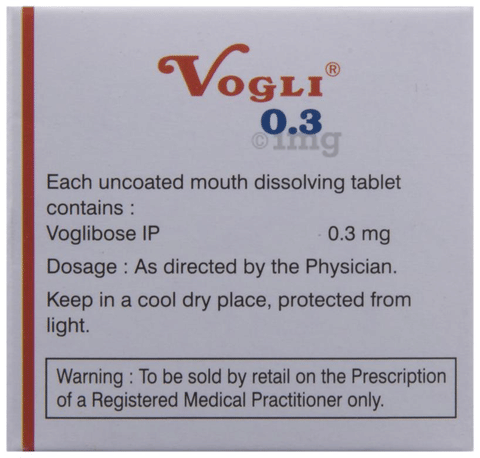 VOGLI®
0.3
© 1mg
Each uncoated mouth dissolving tablet
contains :
Voglibose IP 0.3 mg
Dosage : As directed by the Physician.
Keep in a cool dry place, protected from
light.
Warning : To be sold by retail on the Prescription
of a Registered Medical Practitioner only.